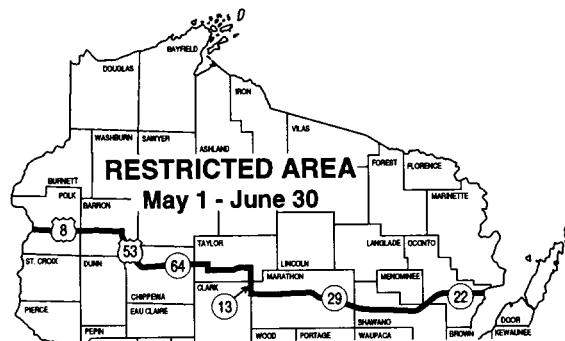 BAYFIELD
DOUGLAS
IRON
VILAS
WASHBURN SAWYER
ASHLAND
FOREST FLORENCE
RESTRICTED AREA
May 1 - June 30
BURNETT
POLK
BARRON
MARINETTE
8
53
TAYLOR
LANGLADE OCONTO
ST. CROIX
DUNN
64
LINCOLN
MARATHON
MENOMINEE
CLARK
CHIPPEWA
13
29
22
PIERCE
EAU CLAIRE
SHAWANO
DOOR
PEPIN
WOOD PORTAGE WAUPACA
BROWN KEWAUNEE